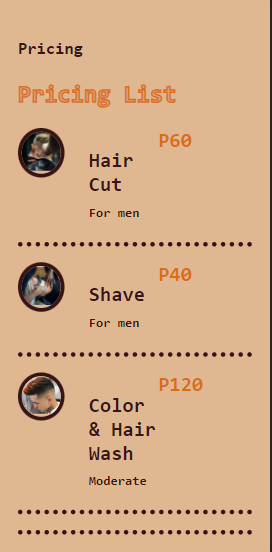 Pricing
Pricing List
P60
Hair
Cut
For men
P40
Shave
For men
P120
Color
& Hair
Wash
Moderate